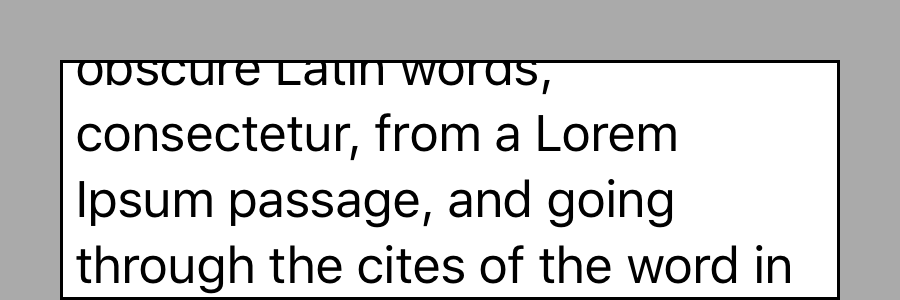 obscure Latin words,
consectetur, from a Lorem
Ipsum passage, and going
through the cites of the word in